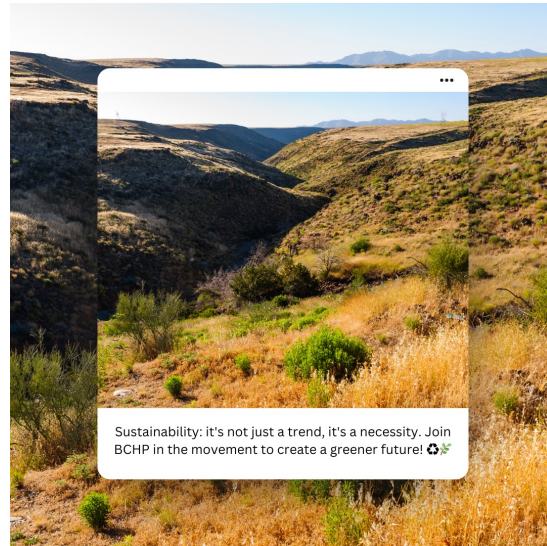 Sustainability: it's not just a trend, it's a necessity. Join
BCHP in the movement to create a greener future! ♻️🌿